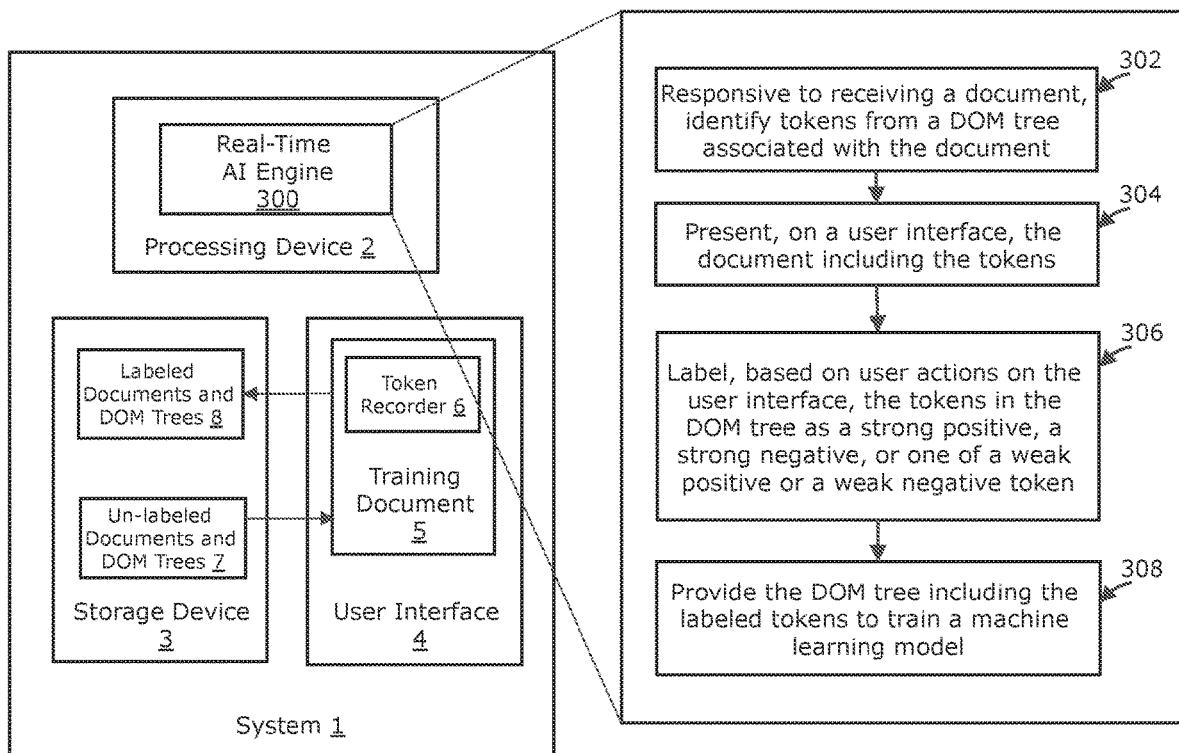 Real-Time
AI Engine
300
Processing Device 2
Labeled
Documents and
DOM Trees 8
Un-labeled
Documents and
DOM Trees 7
Storage Device
3
Token
Recorder 6
Training
Document
5
User Interface
4
System 1
302
Responsive to receiving a document,
identify tokens from a DOM tree
associated with the document
304
Present, on a user interface, the
document including the tokens
306
Label, based on user actions on the
user interface, the tokens in the
DOM tree as a strong positive, a
strong negative, or one of a weak
positive or a weak negative token
308
Provide the DOM tree including the
labeled tokens to train a machine
learning model